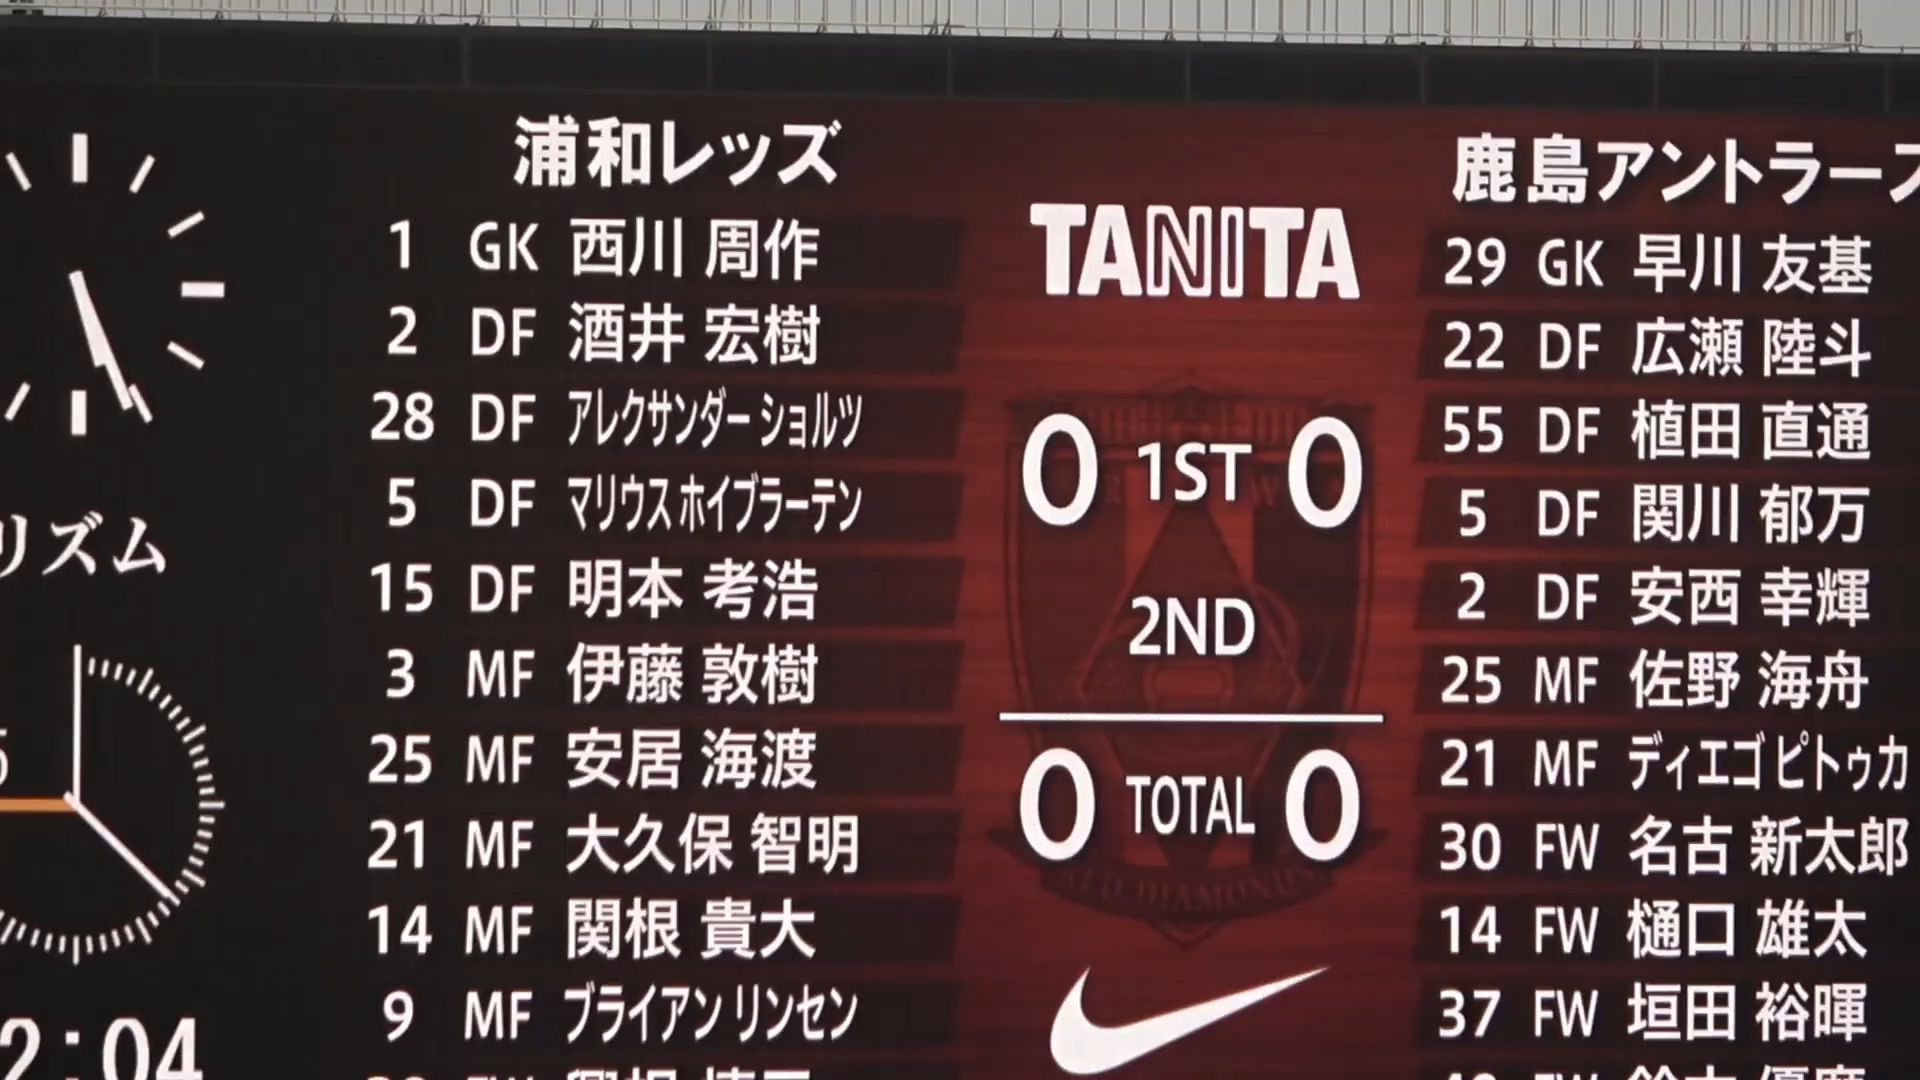 浦和レッズ
1 GK 西川 周作
2 DF 酒井 宏樹
28 DF アレクサンダー ショルツ
5 DF マリウス ホイブラーテン
15 DF 明本 考浩
3 MF 伊藤 敦樹
25 MF 安居 海渡
21 MF 大久保 智明
14 MF 関根 貴大
9 MF ブライアン リンセン
TANITA
0 1ST 0
2ND
0 TOTAL 0
鹿島アントラーズ
29 GK 早川 友基
22 DF 広瀬 陸斗
55 DF 植田 直通
5 DF 関川 郁万
2 DF 安西 幸輝
25 MF 佐野 海舟
21 MF ディエゴ ピトゥカ
30 FW 名古 新太郎
14 FW 樋口 雄太
37 FW 垣田 裕暉
リズム
2:04